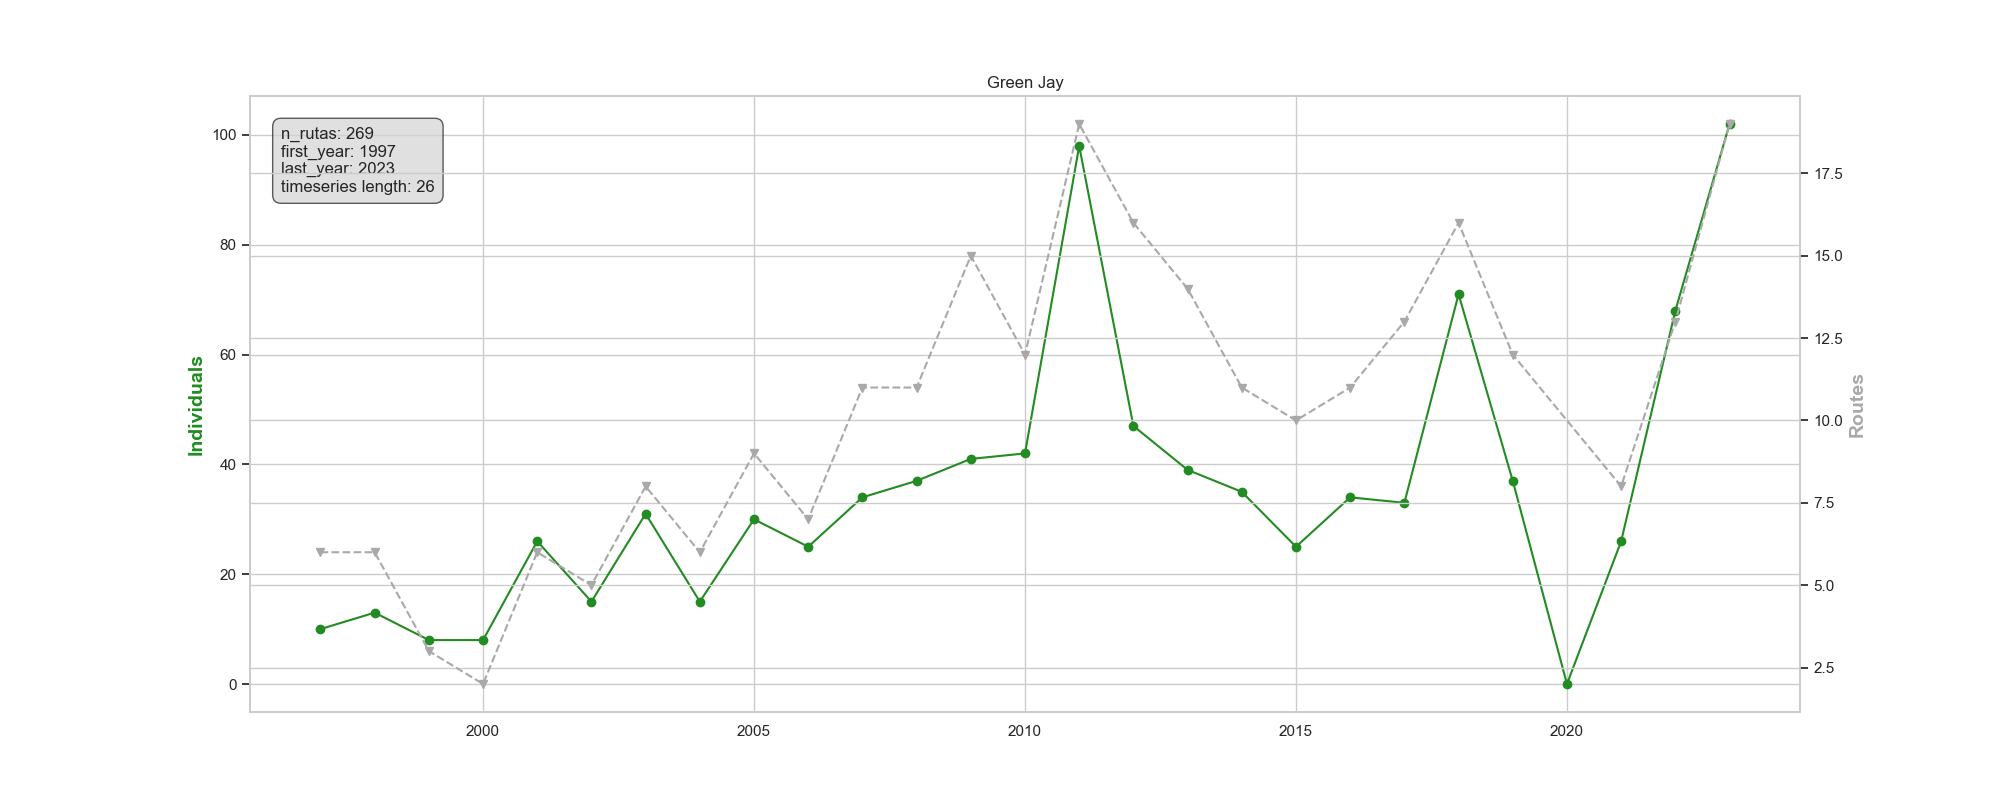 Green Jay
n_rutas: 269
first_year: 1997
last_year: 2023
timeseries length: 26
100
80
60
40
20
0
Individuals
17.5
15.0
12.5
10.0
7.5
5.0
2.5
Routes
2000
2005
2010
2015
2020